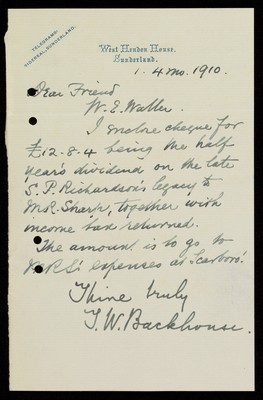 TELEGRAMS:
West Hendon House,
Sunderland.
1. 4 mo. 1910.
Dear Friend
W. E. Waller.
I enclose cheque for
£12-8-4 being the half
year's dividend on the late
S. P. Richardson's legacy to
M. R. Sharp, together with
income tax returned.
The amount is to go to
M R S's expenses at Scarboro'.
Thine truly
T. W. Backhouse.